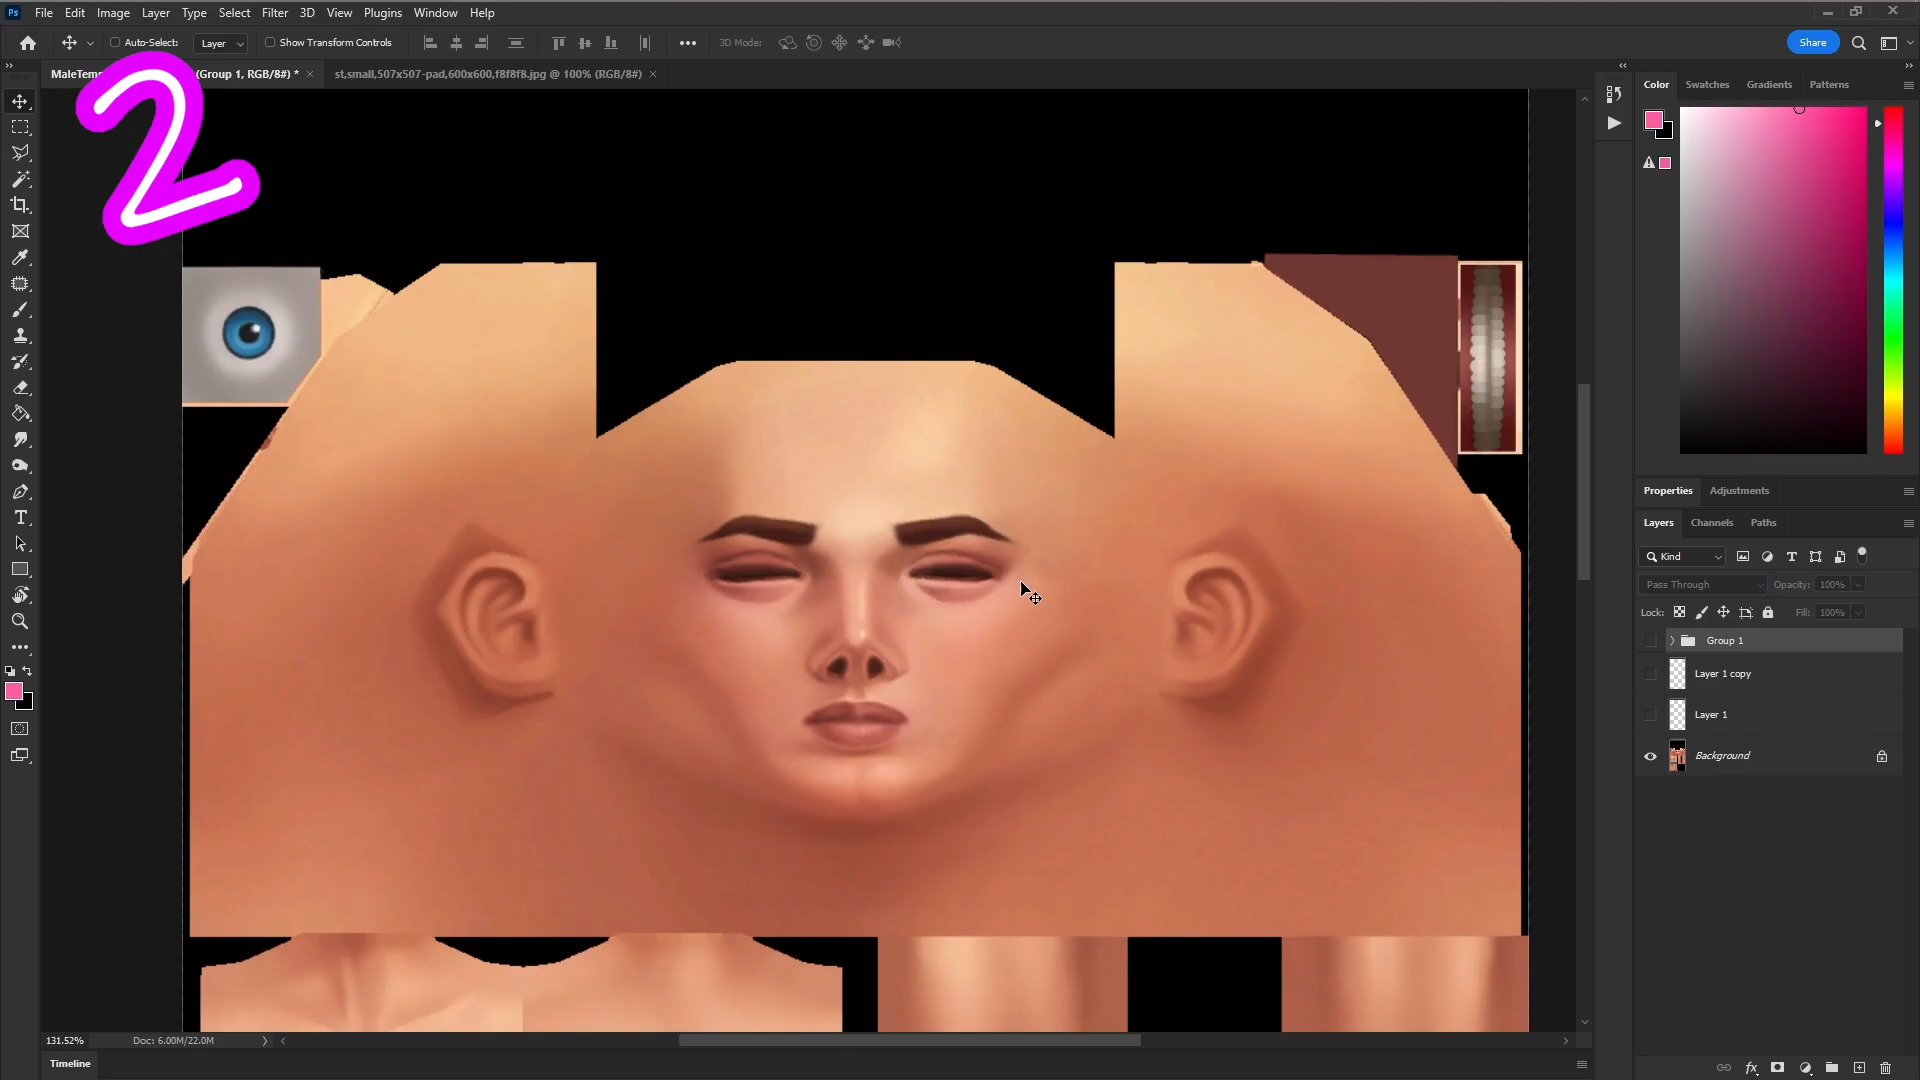 Ps File Edit Image Layer Type Select Filter 3D View Plugins Window Help
Auto-Select: Layer Show Transform Controls 3D Mode: Share
MaleTemp (Group 1, RGB/8#) * × st,small,507x507-pad,600x600,f8f8f8.jpg @ 100% (RGB/8#) ×
2
Color Swatches Gradients Patterns
Properties Adjustments
Layers Channels Paths
Kind
Pass Through Opacity: 100%
Lock: Fill: 100%
Group 1
Layer 1 copy
Layer 1
Background
131.52% Doc: 6.00M/22.0M
Timeline